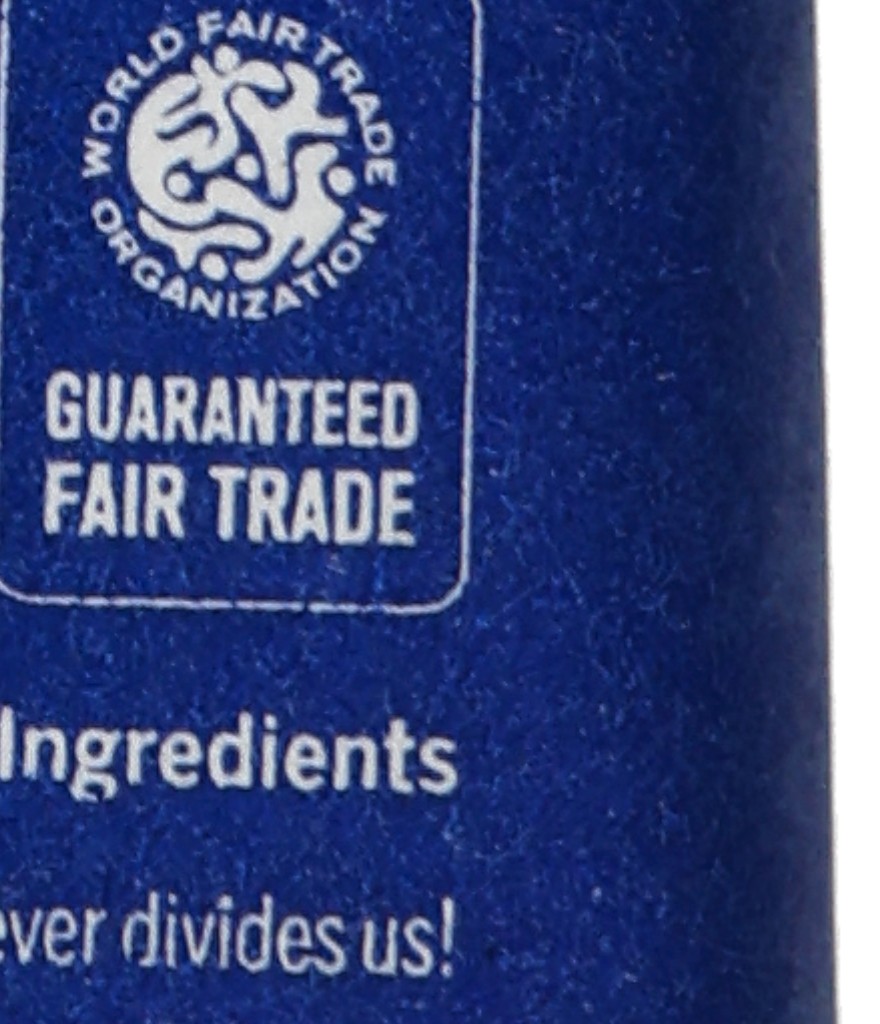 WORLD FAIR TRADE
ORGANIZATION
GUARANTEED
FAIR TRADE
Ingredients
ever divides us!